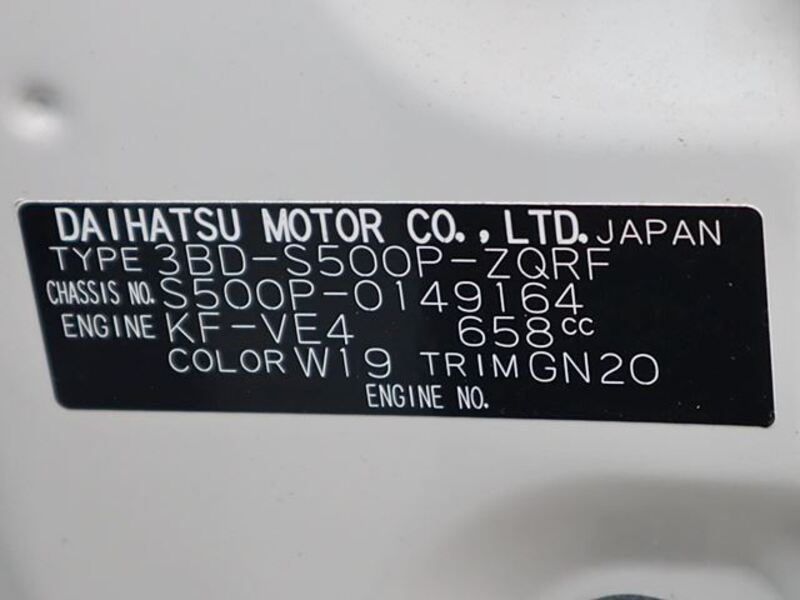 DAIHATSU MOTOR CO., LTD. JAPAN
TYPE 3BD-S500P-ZQRF
CHASSIS NO. S500P-0149164
ENGINE KF-VE4 658cc
COLOR W19 TRIM GN20
ENGINE NO.